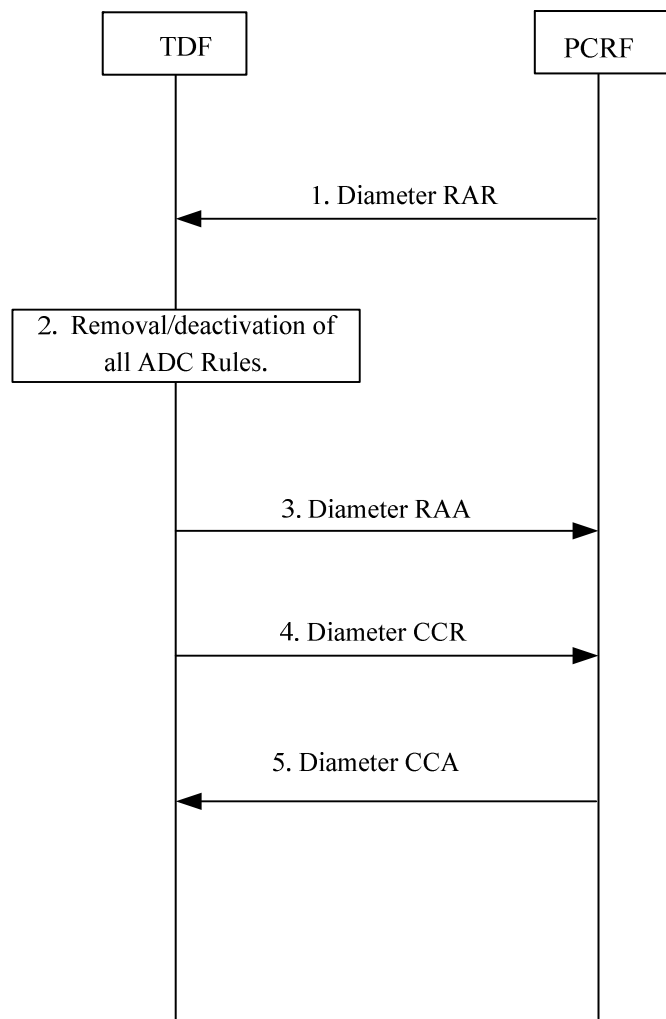 TDF
PCRF
1. Diameter RAR
2. Removal/deactivation of
all ADC Rules.
3. Diameter RAA
4. Diameter CCR
5. Diameter CCA